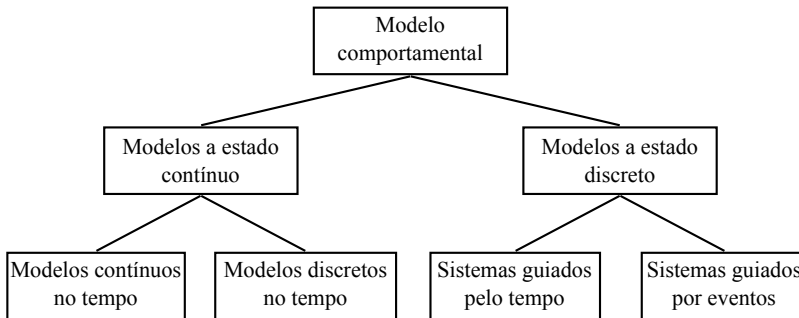 Modelo
comportamental
Modelos a estado
contínuo
Modelos a estado
discreto
Modelos contínuos
no tempo
Modelos discretos
no tempo
Sistemas guiados
pelo tempo
Sistemas guiados
por eventos